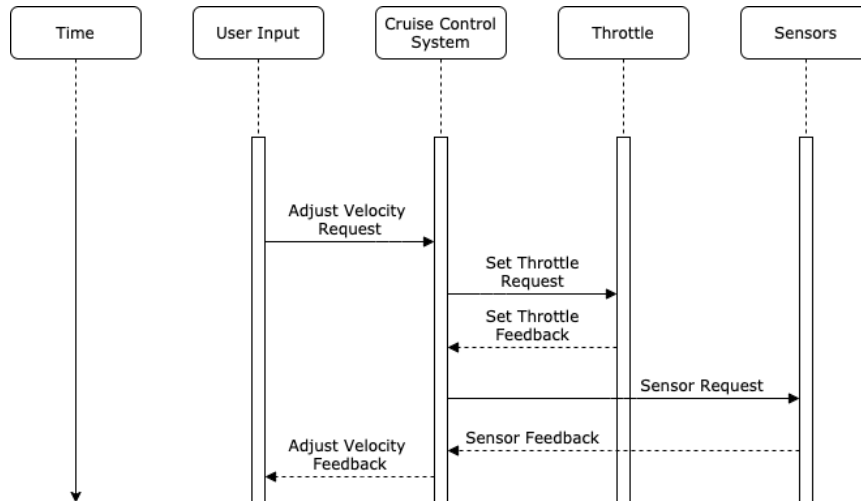 Time
User Input
Cruise Control
System
Throttle
Sensors
Adjust Velocity
Request
Set Throttle
Request
Set Throttle
Feedback
Sensor Request
Sensor Feedback
Adjust Velocity
Feedback